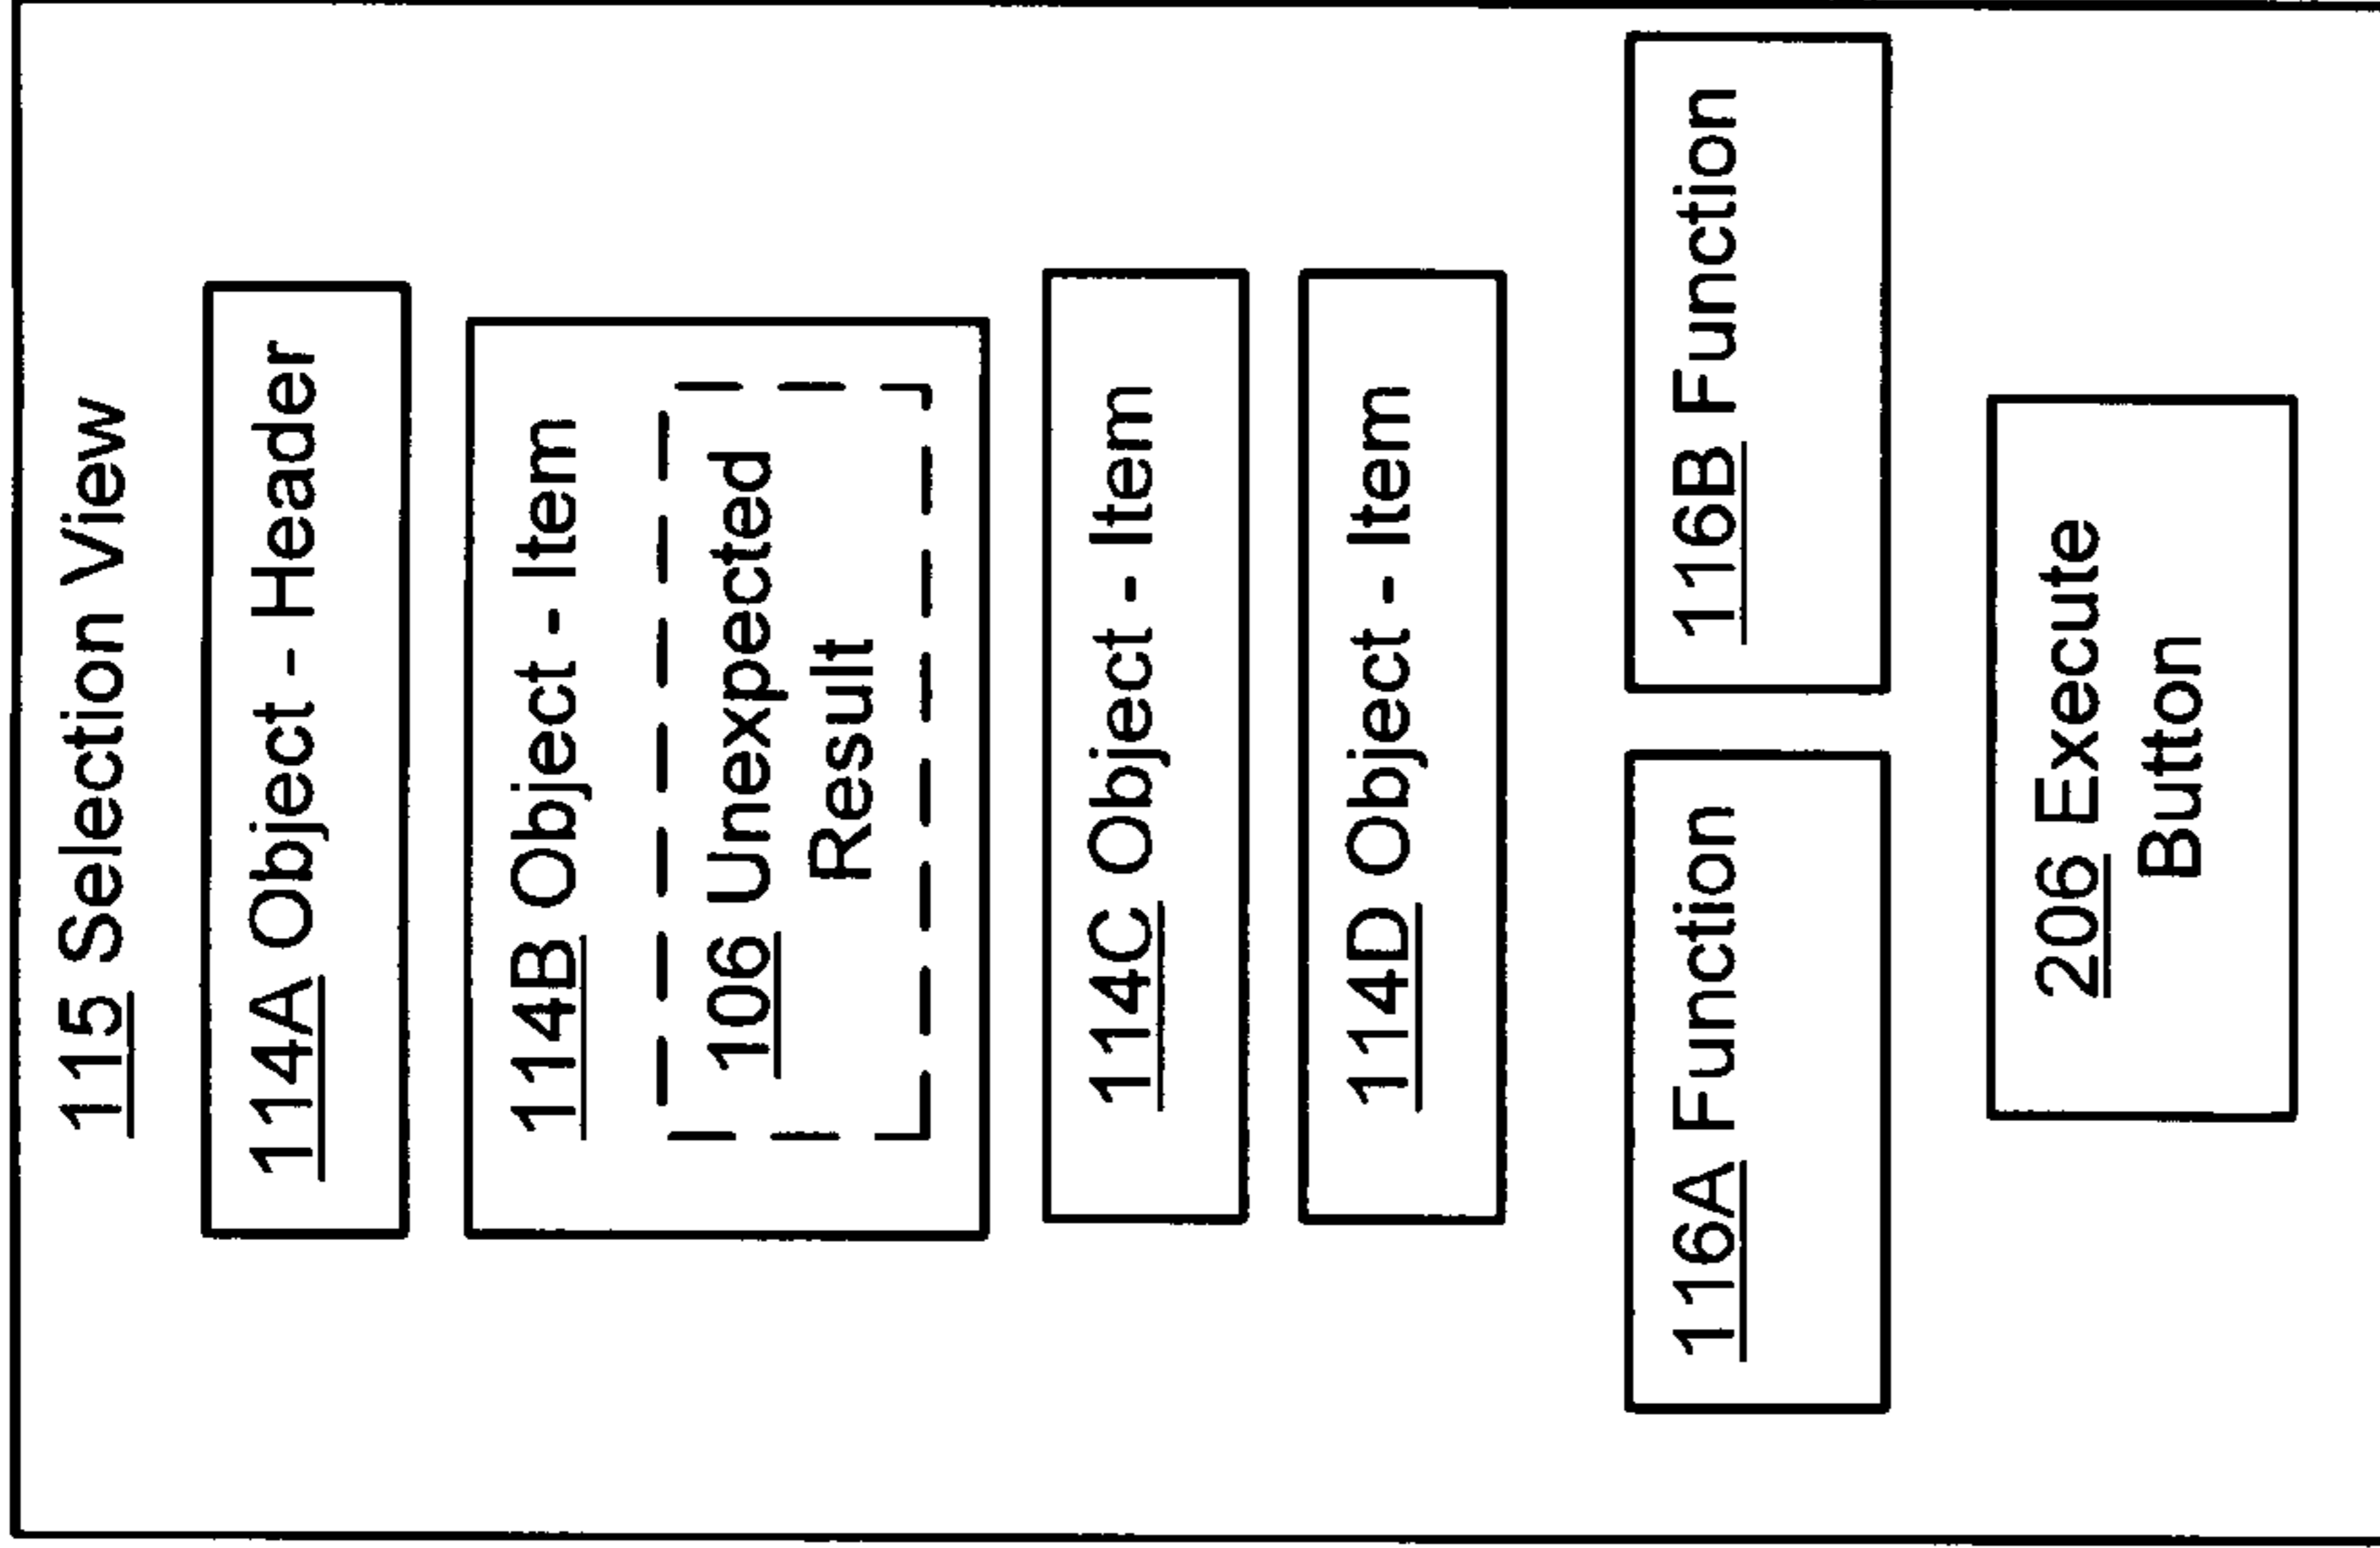 115 Selection View
114A Object - Header
114B Object - Item
106 Unexpected
Result
114C Object - Item
114D Object - Item
116A Function
116B Function
206 Execute
Button